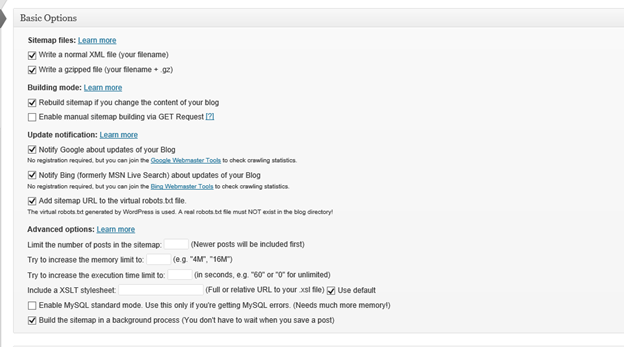 Basic Options
Sitemap files: Learn more
Write a normal XML file (your filename)
Write a gzipped file (your filename + .gz)
Building mode: Learn more
Rebuild sitemap if you change the content of your blog
Enable manual sitemap building via GET Request [?]
Update notification: Learn more
Notify Google about updates of your Blog
No registration required, but you can join the Google Webmaster Tools to check crawling statistics.
Notify Bing (formerly MSN Live Search) about updates of your Blog
No registration required, but you can join the Bing Webmaster Tools to check crawling statistics.
Add sitemap URL to the virtual robots.txt file.
The virtual robots.txt generated by WordPress is used. A real robots.txt file must NOT exist in the blog directory!
Advanced options: Learn more
Limit the number of posts in the sitemap: (Newer posts will be included first)
Try to increase the memory limit to: (e.g. "4M", "16M")
Try to increase the execution time limit to: (in seconds, e.g. "60" or "0" for unlimited)
Include a XSLT stylesheet: (Full or relative URL to your .xsl file) Use default
Enable MySQL standard mode. Use this only if you're getting MySQL errors. (Needs much more memory!)
Build the sitemap in a background process (You don't have to wait when you save a post)